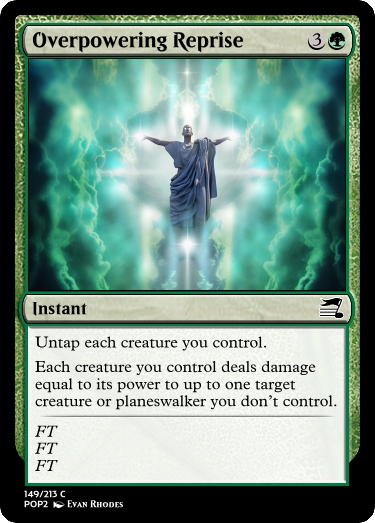 Overpowering Reprise 3
Instant
Untap each creature you control.
Each creature you control deals damage
equal to its power to up to one target
creature or planeswalker you don't control.
FT
FT
FT
149/213 C
POP2 Evan Rhodes